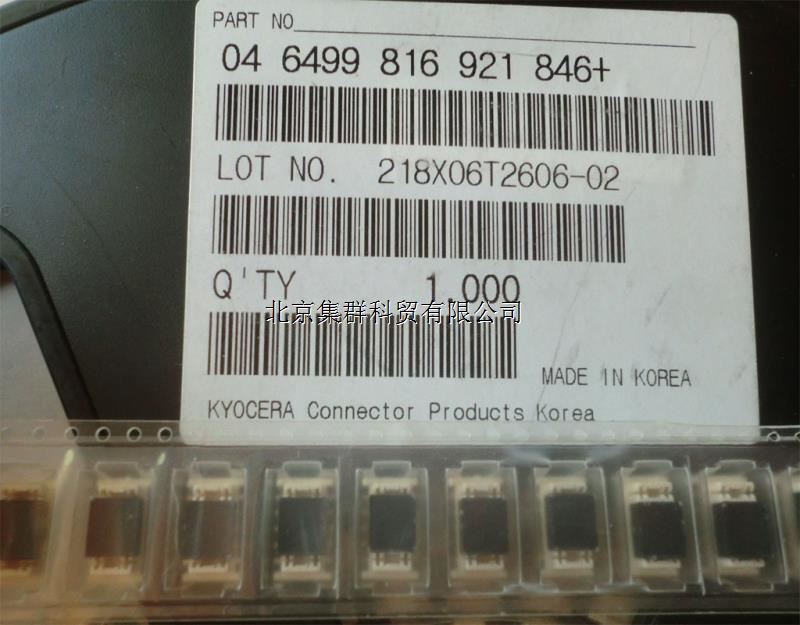 PART NO
04 6499 816 921 846+
LOT NO. 218X06T2606-02
Q'TY 1,000
北京集群科贸有限公司
MADE IN KOREA
KYOCERA Connector Products Korea